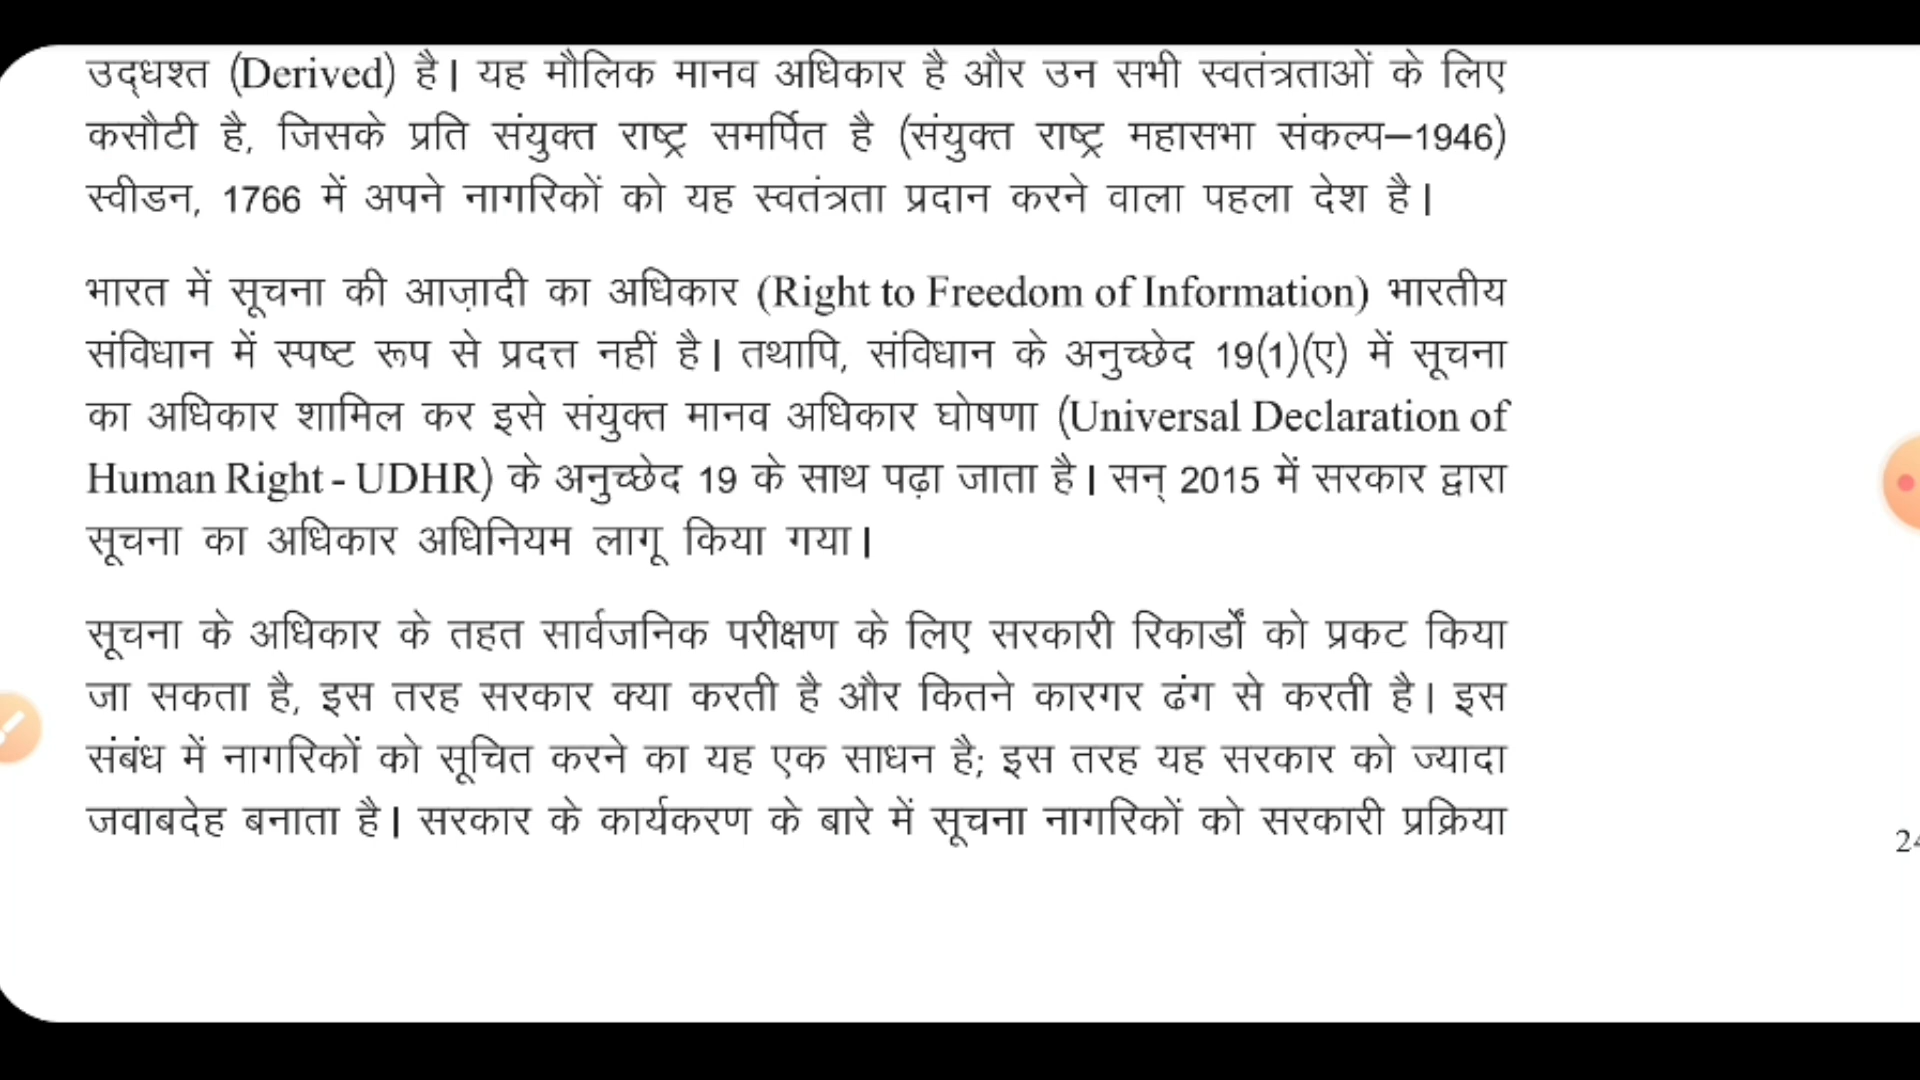 उद्धश्त (Derived) है। यह मौलिक मानव अधिकार है और उन सभी स्वतंत्रताओं के लिए
कसौटी है, जिसके प्रति संयुक्त राष्ट्र समर्पित है (संयुक्त राष्ट्र महासभा संकल्प–1946)
स्वीडन, 1766 में अपने नागरिकों को यह स्वतंत्रता प्रदान करने वाला पहला देश है।
भारत में सूचना की आज़ादी का अधिकार (Right to Freedom of Information) भारतीय
संविधान में स्पष्ट रूप से प्रदत्त नहीं है। तथापि, संविधान के अनुच्छेद 19(1)(ए) में सूचना
का अधिकार शामिल कर इसे संयुक्त मानव अधिकार घोषणा (Universal Declaration of
Human Right - UDHR) के अनुच्छेद 19 के साथ पढ़ा जाता है। सन् 2015 में सरकार द्वारा
सूचना का अधिकार अधिनियम लागू किया गया।
सूचना के अधिकार के तहत सार्वजनिक परीक्षण के लिए सरकारी रिकार्डों को प्रकट किया
जा सकता है, इस तरह सरकार क्या करती है और कितने कारगर ढंग से करती है। इस
संबंध में नागरिकों को सूचित करने का यह एक साधन है; इस तरह यह सरकार को ज्यादा
जवाबदेह बनाता है। सरकार के कार्यकरण के बारे में सूचना नागरिकों को सरकारी प्रक्रिया